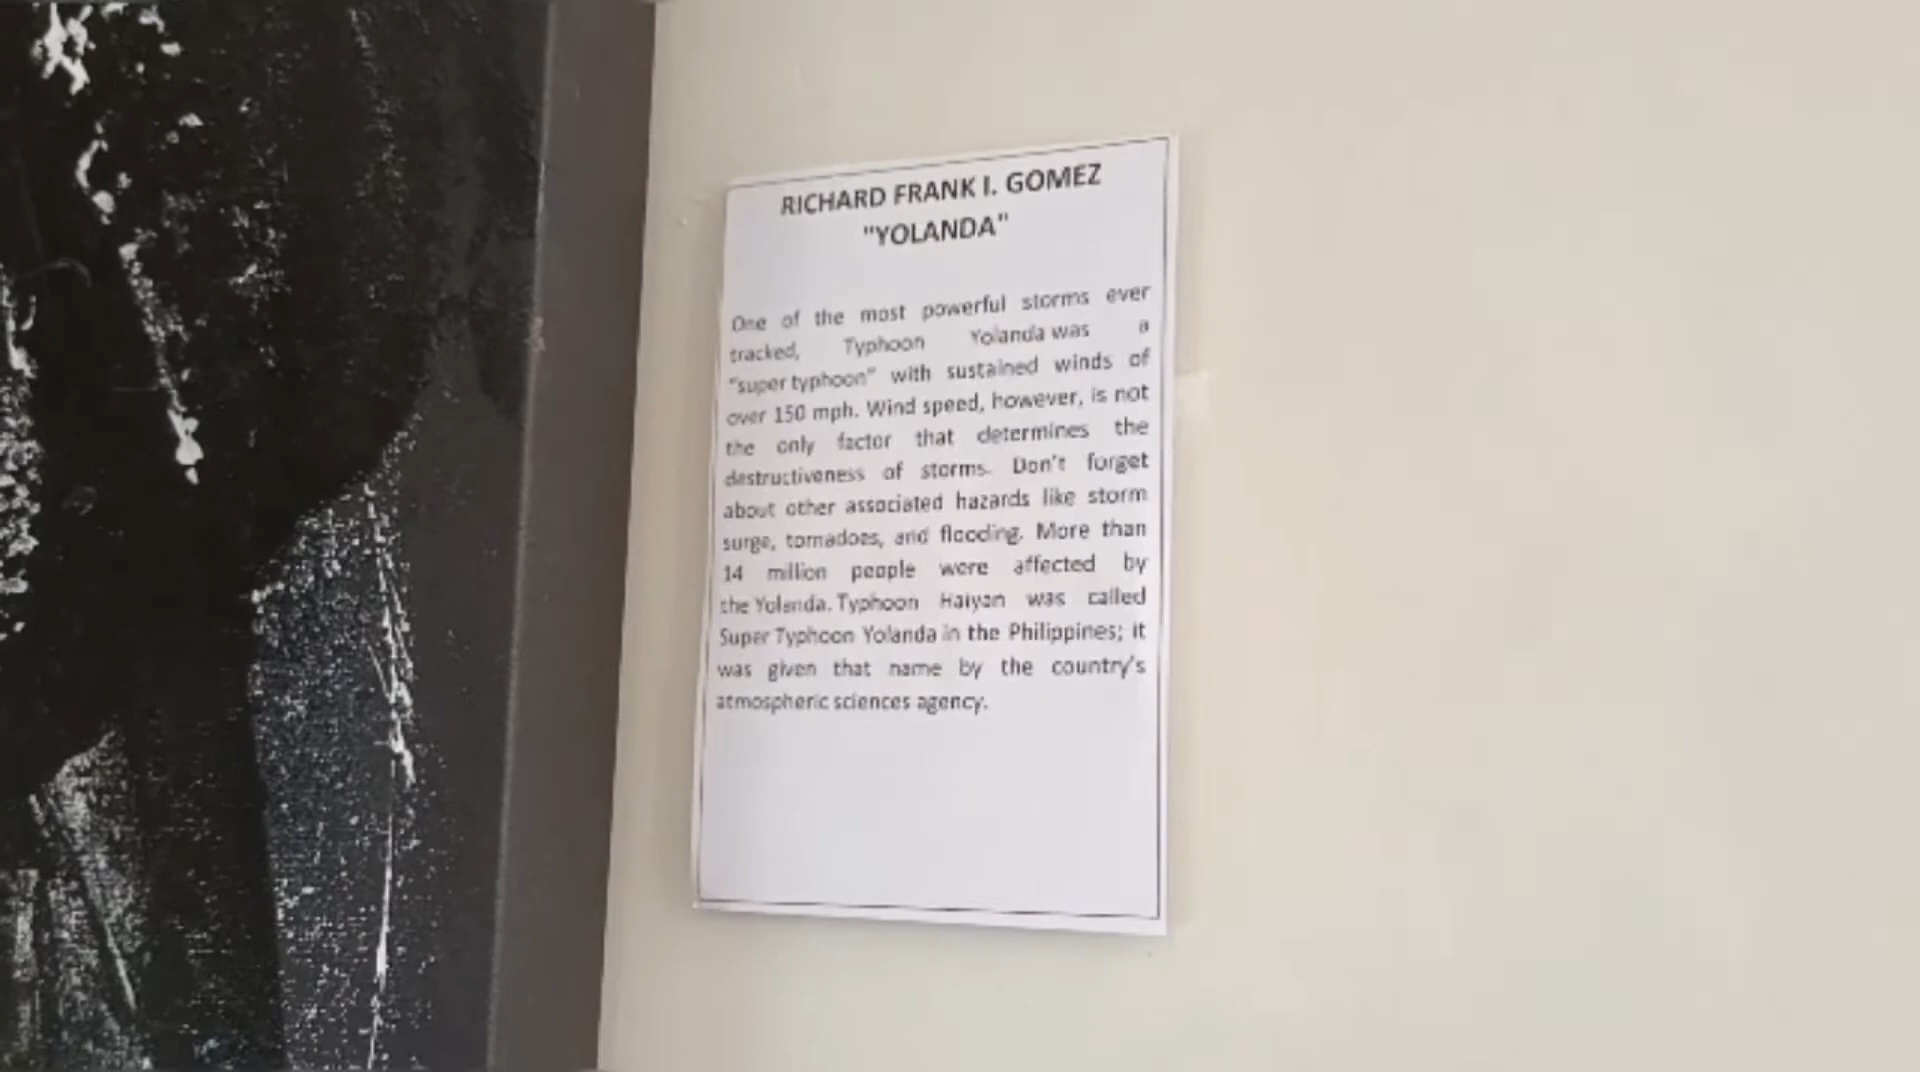 RICHARD FRANK I. GOMEZ
"YOLANDA"
One of the most powerful storms ever
tracked, Typhoon Yolanda was a
"super typhoon" with sustained winds of
over 150 mph. Wind speed, however, is not
the only factor that determines the
destructiveness of storms. Don't forget
about other associated hazards like storm
surge, tornadoes, and flooding. More than
14 million people were affected by
the Yolanda. Typhoon Haiyan was called
Super Typhoon Yolanda in the Philippines; it
was given that name by the country's
atmospheric sciences agency.